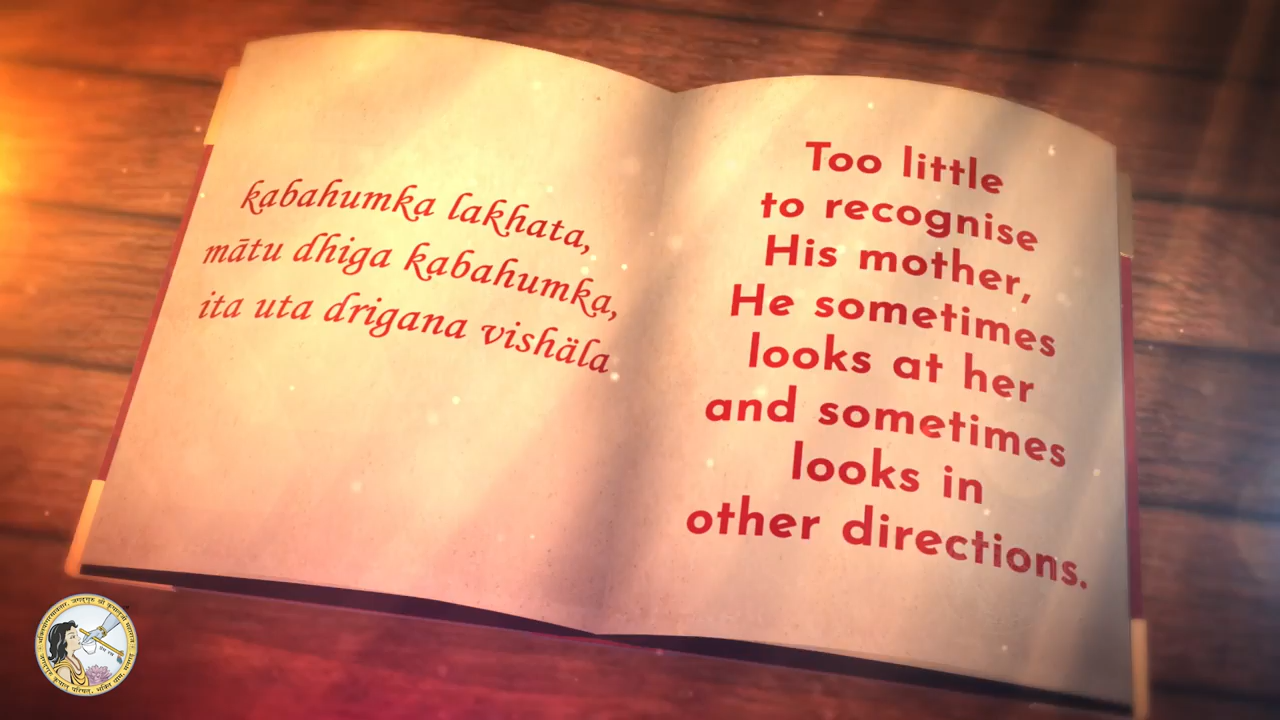 kabahumka lakhata,
mātu dhiga kabahumka,
ita uta drigana vishäla
Too little
to recognise
His mother,
He sometimes
looks at her
and sometimes
looks in
other directions.